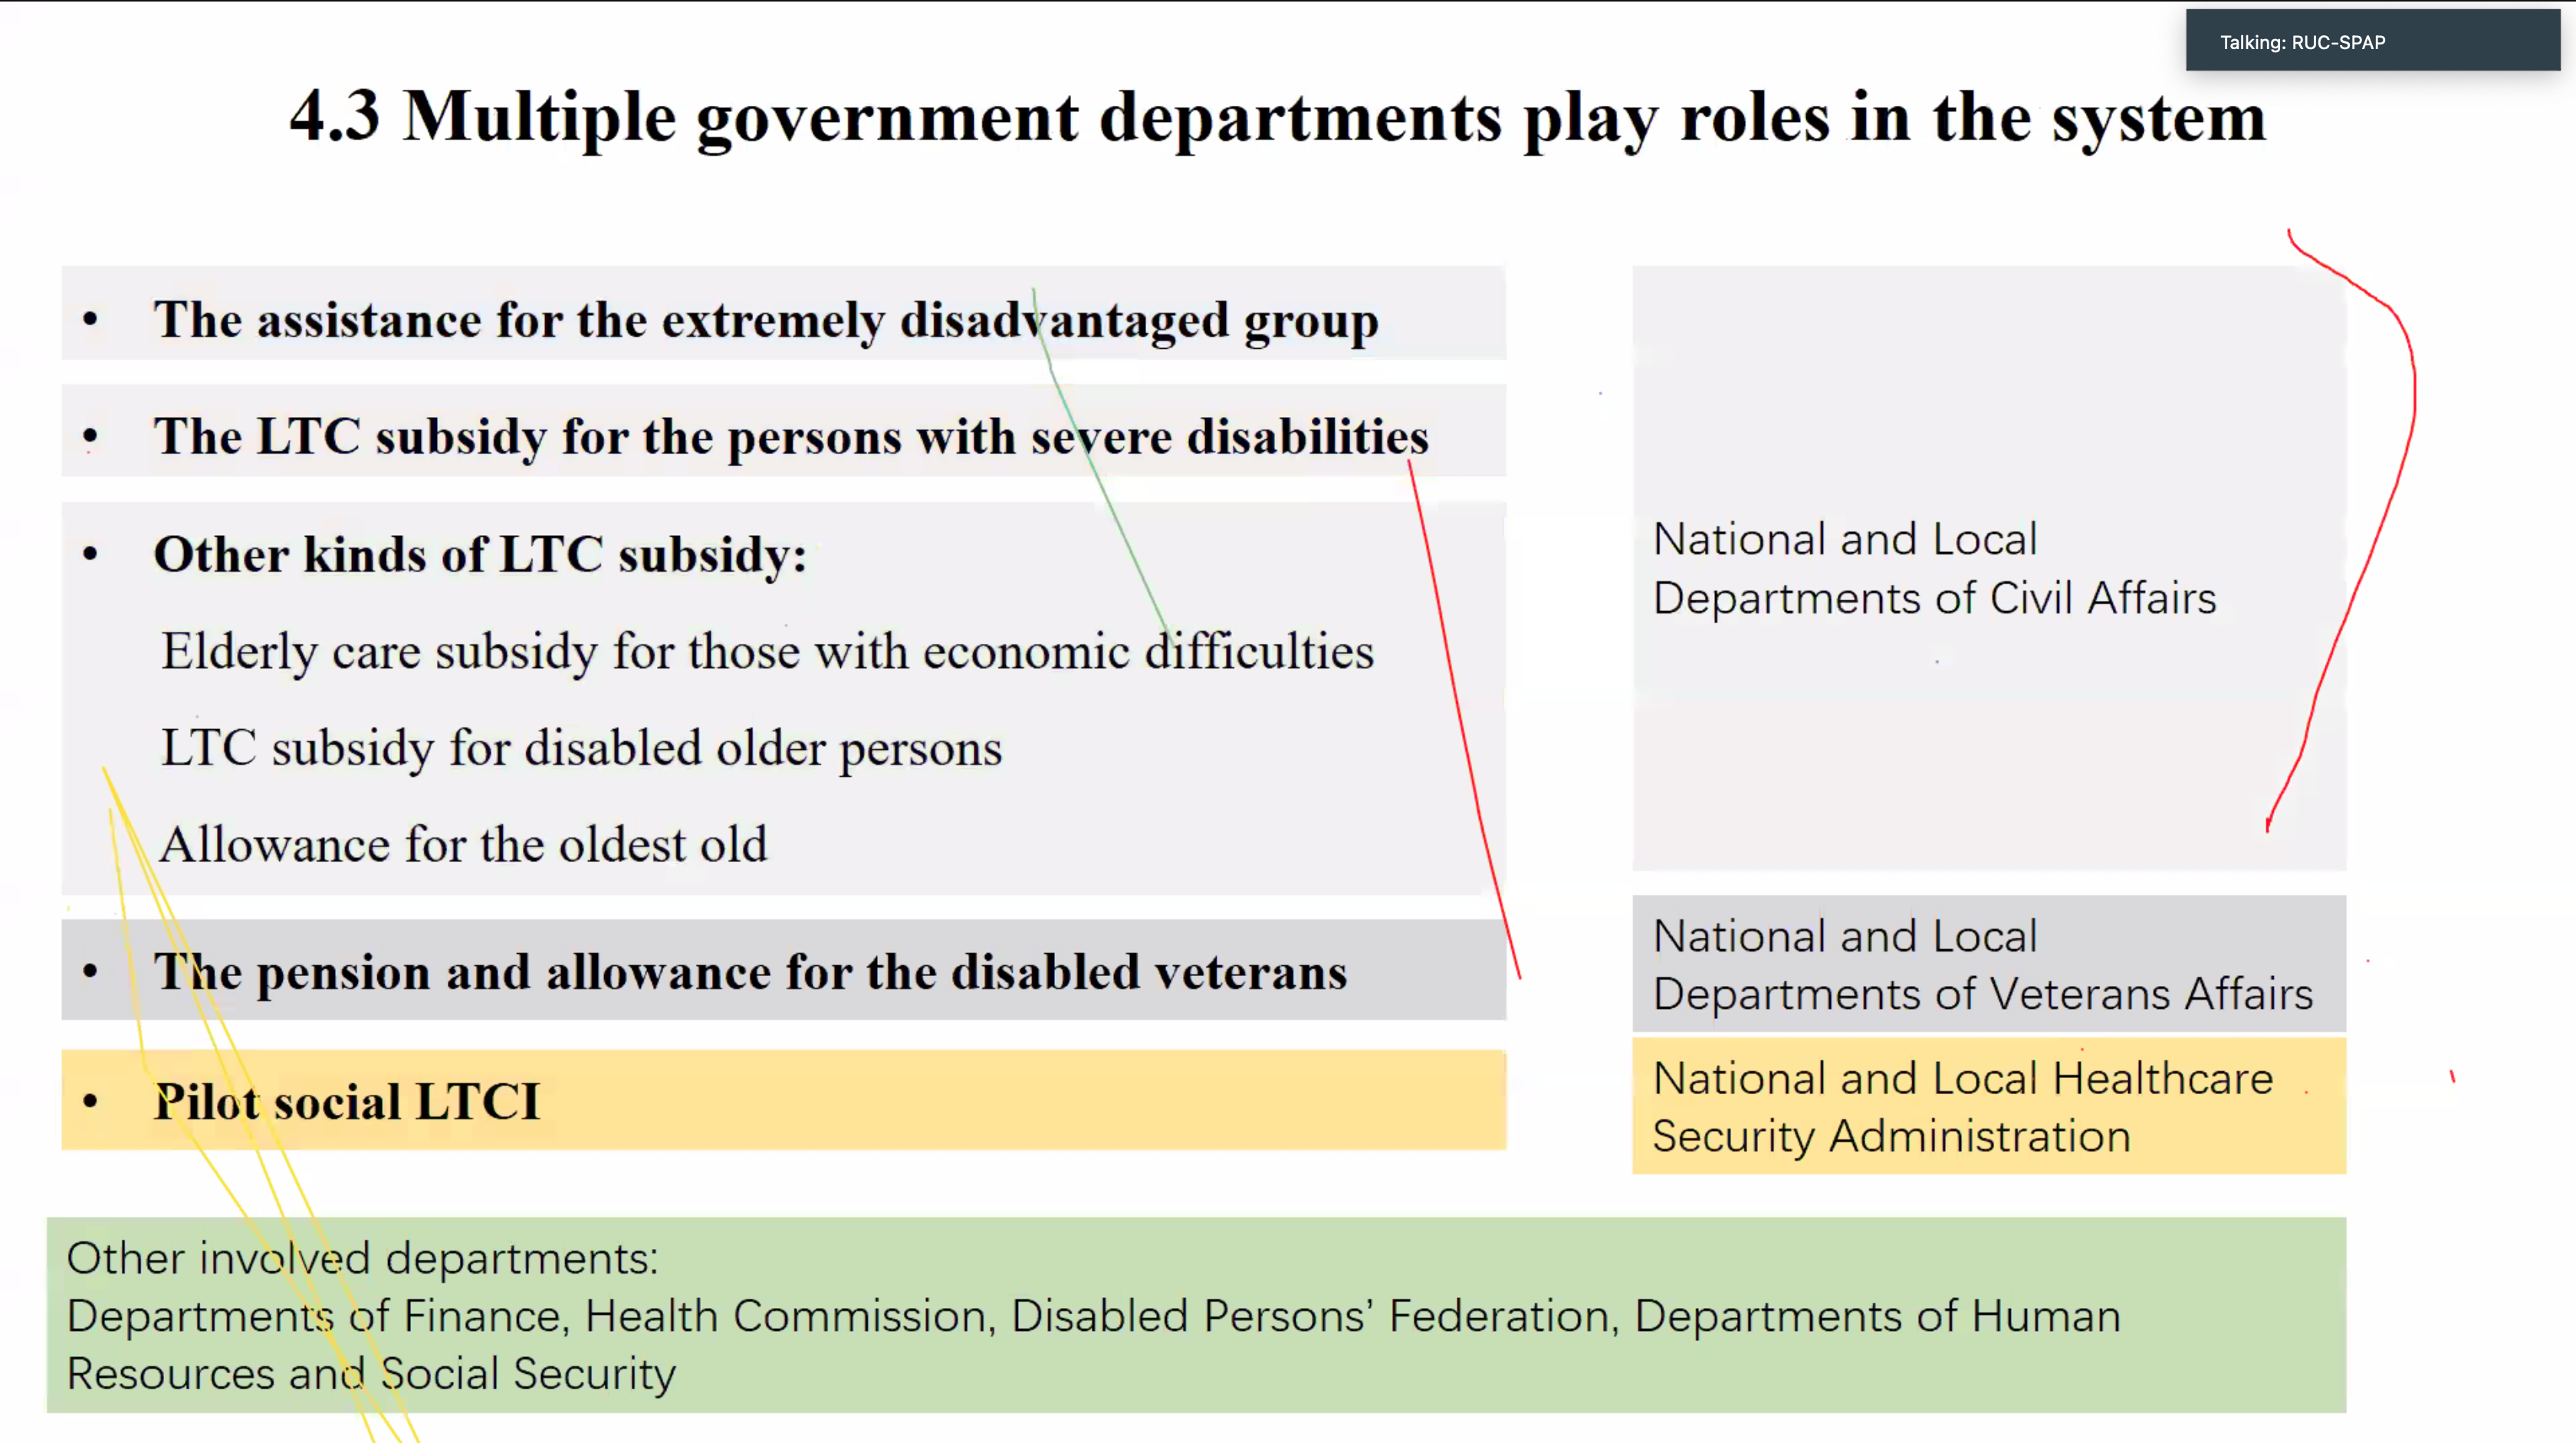 Talking: RUC-SPAP
4.3 Multiple government departments play roles in the system
• The assistance for the extremely disadvantaged group
• The LTC subsidy for the persons with severe disabilities
• Other kinds of LTC subsidy:
Elderly care subsidy for those with economic difficulties
LTC subsidy for disabled older persons
Allowance for the oldest old
National and Local
Departments of Civil Affairs
• The pension and allowance for the disabled veterans
National and Local
Departments of Veterans Affairs
• Pilot social LTCI
National and Local Healthcare
Security Administration
Other involved departments:
Departments of Finance, Health Commission, Disabled Persons’ Federation, Departments of Human
Resources and Social Security